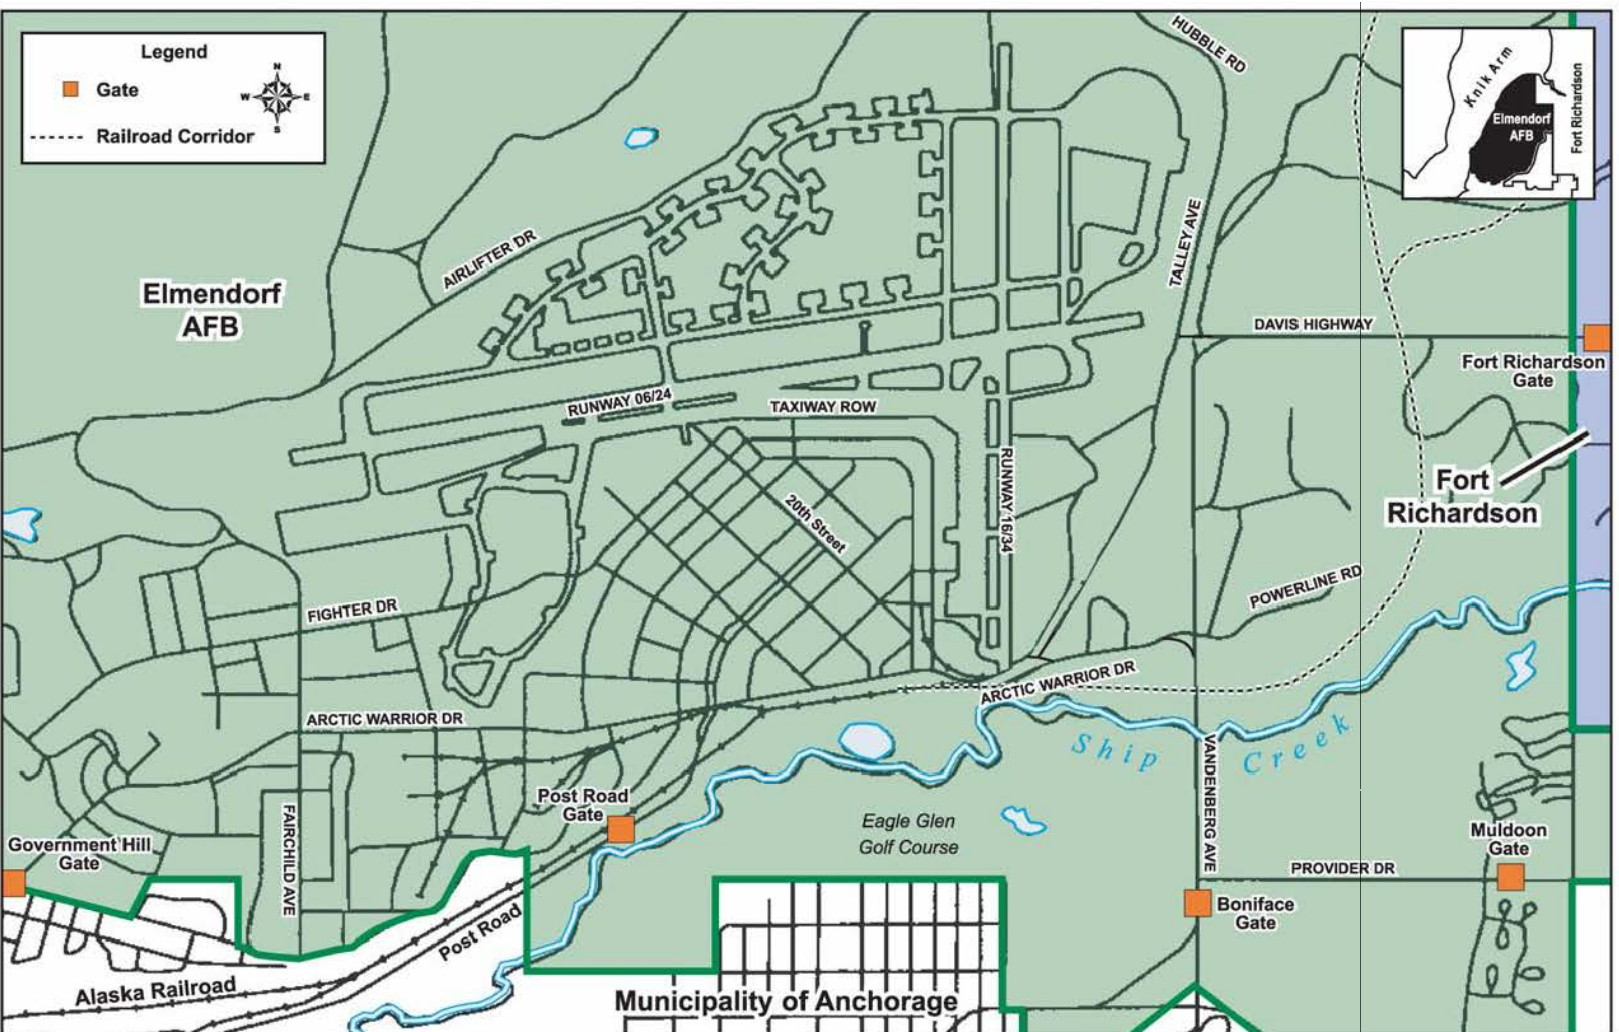 Legend
Gate
Railroad Corridor
N
W
E
S
HUBBLE RD
Knik Arm
Elmendorf
AFB
Fort Richardson
AIRLIFTER DR
TALLEY AVE
Elmendorf
AFB
DAVIS HIGHWAY
Fort Richardson
Gate
RUNWAY 06/24
TAXIWAY ROW
RUNWAY 16/34
20th Street
Fort
Richardson
FIGHTER DR
POWERLINE RD
ARCTIC WARRIOR DR
ARCTIC WARRIOR DR
Ship
Creek
VANDENBERG AVE
Post Road
Gate
FAIRCHILD AVE
Eagle Glen
Golf Course
Government Hill
Gate
Muldoon
Gate
PROVIDER DR
Boniface
Gate
Post Road
Alaska Railroad
Municipality of Anchorage